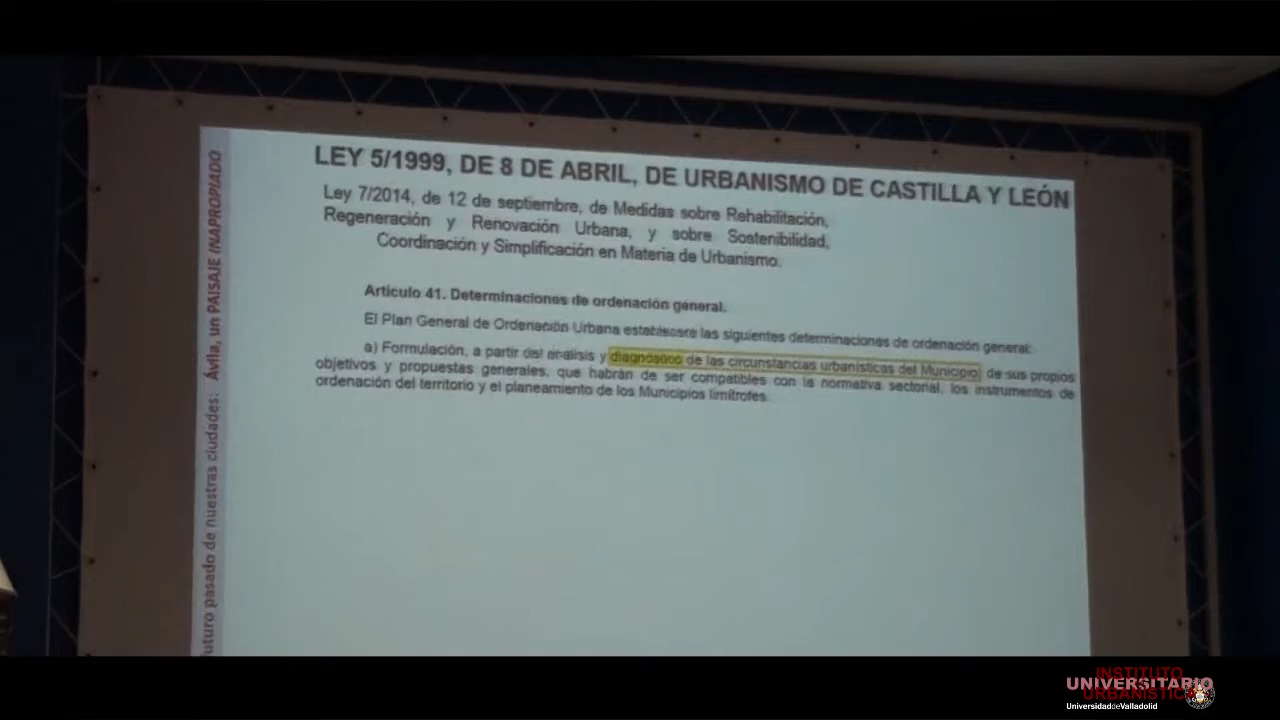 LEY 5/1999, DE 8 DE ABRIL, DE URBANISMO DE CASTILLA Y LEÓN
Ley 7/2014, de 12 de septiembre, de Medidas sobre Rehabilitación,
Regeneración y Renovación Urbana, y sobre Sostenibilidad,
Coordinación y Simplificación en Materia de Urbanismo.
Artículo 41. Determinaciones de ordenación general.
El Plan General de Ordenación Urbana las siguientes determinaciones de ordenación general:
a) Formulación, a partir del análisis y diagnóstico de las circunstancias urbanísticas del Municipio, de sus propios
objetivos y propuestas generales, que habrán de ser compatibles con la normativa sectorial, los instrumentos de
ordenación del territorio y el planeamiento de los Municipios limítrofes.
futuro pasado de nuestras ciudades: Ávila, un PAISAJE INAPROPIADO
INSTITUTO
UNIVERSITARIO
URBANÍSTICA
UniversidaddeValladolid